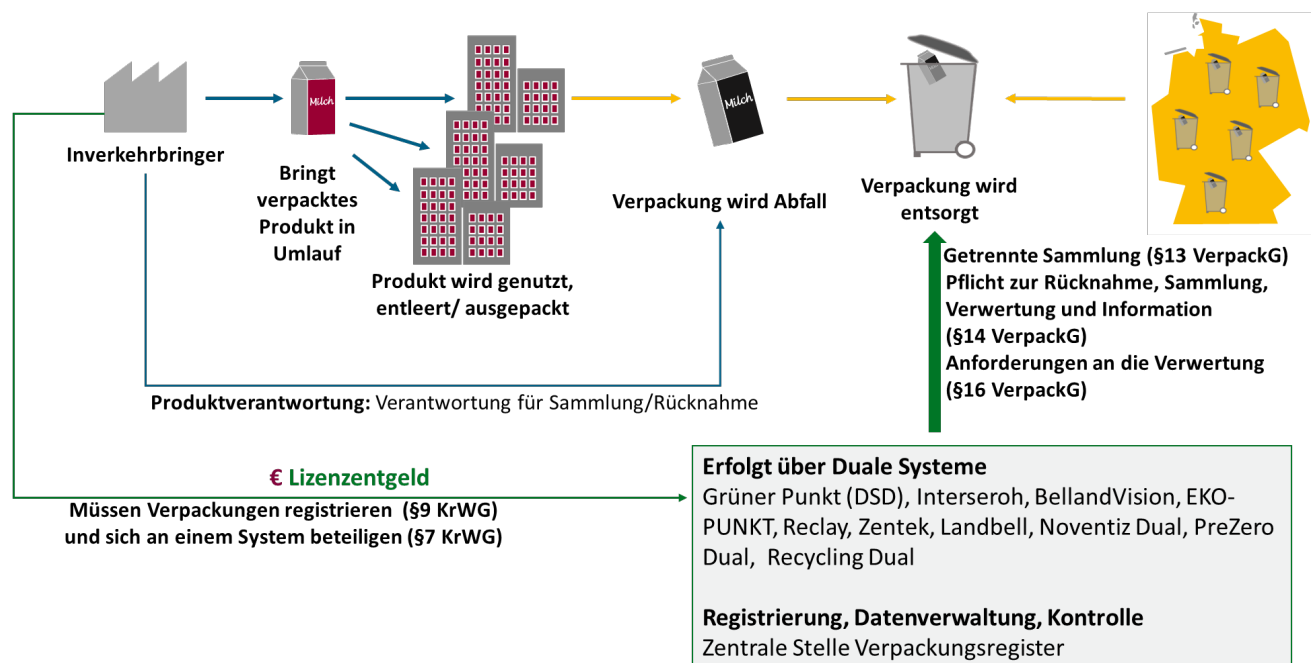 Milch
Milch
Inverkehrbringer
Bringt
verpacktes
Produkt in
Umlauf
Produkt wird genutzt,
entleert/ ausgepackt
Verpackung wird Abfall
Verpackung wird
entsorgt
Getrennte Sammlung (§13 VerpackG)
Pflicht zur Rücknahme, Sammlung,
Verwertung und Information
(§14 VerpackG)
Anforderungen an die Verwertung
(§16 VerpackG)
Produktverantwortung: Verantwortung für Sammlung/Rücknahme
€ Lizenzentgeld
Müssen Verpackungen registrieren (§9 KrWG)
und sich an einem System beteiligen (§7 KrWG)
Erfolgt über Duale Systeme
Grüner Punkt (DSD), Interseroh, BellandVision, EKO-
PUNKT, Reclay, Zentek, Landbell, Noventiz Dual, PreZero
Dual, Recycling Dual
Registrierung, Datenverwaltung, Kontrolle
Zentrale Stelle Verpackungsregister